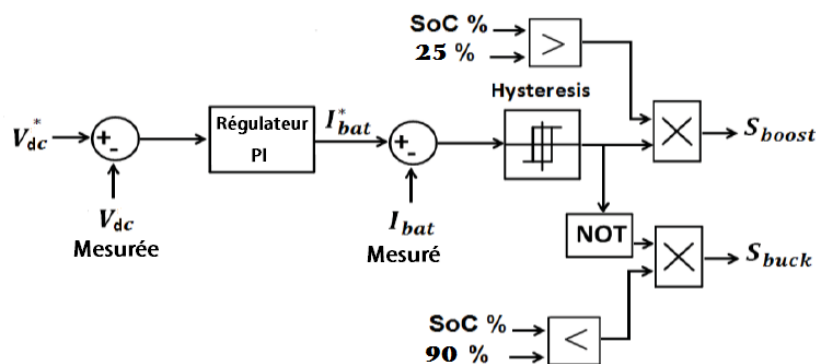 SoC %
25 %
>
Hysteresis
V*dc
+
-
Régulateur
PI
I*bat
+
-
×
Sboost
Vdc
Mesurée
Ibat
Mesuré
NOT
×
Sbuck
SoC %
90 %
<